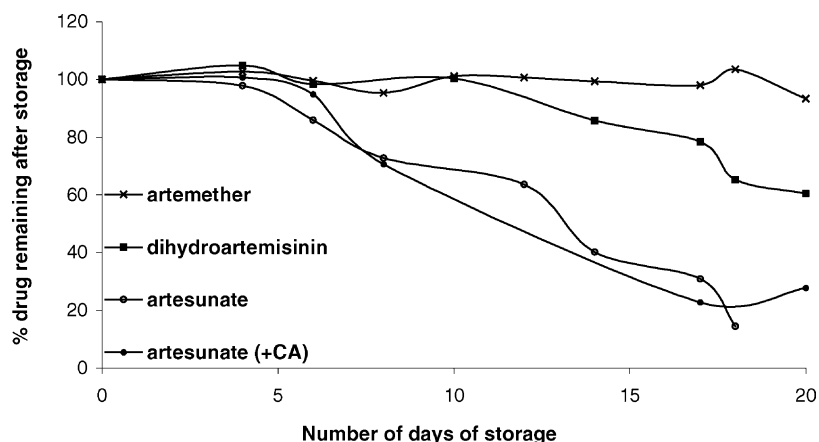 120
100
80
60
40
20
0
% drug remaining after storage
artemether
dihydroartemisinin
artesunate
artesunate (+CA)
0 5 10 15 20
Number of days of storage